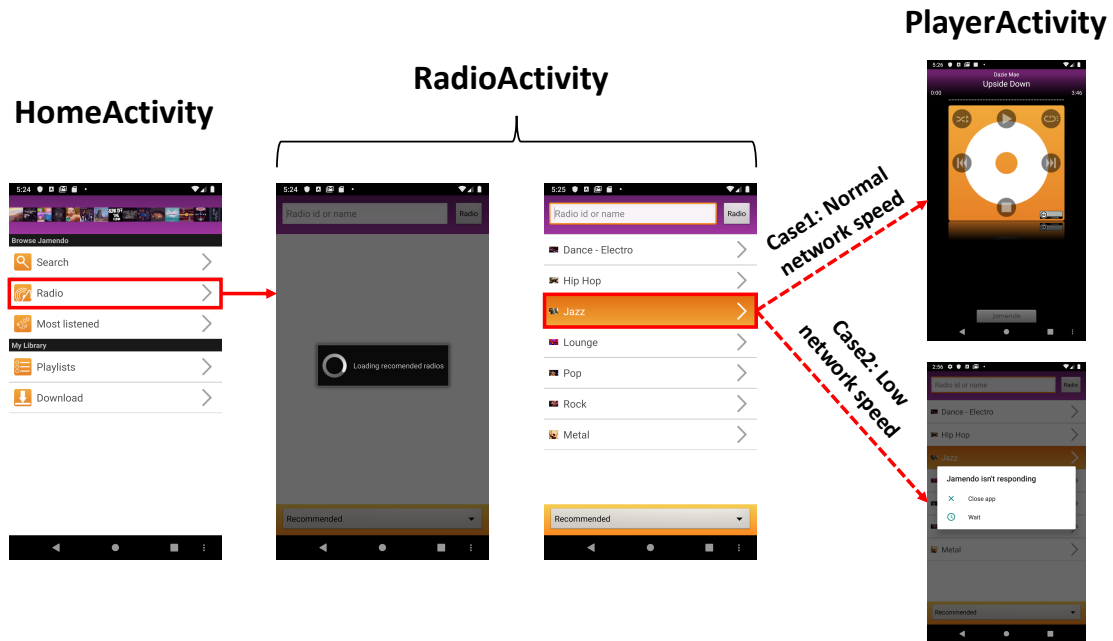 PlayerActivity
RadioActivity
HomeActivity
5:24
Browse Jamendo
Search
Radio
Most listened
My Library
Playlists
Download
5:24
Radio id or name
Radio
Loading recomended radios
Recommended
5:25
Radio id or name
Radio
Dance - Electro
Hip Hop
Jazz
Lounge
Pop
Rock
Metal
Recommended
Case1: Normal
network speed
Case2: Low
network speed
5:26
Dazie Mae
Upside Down
0:00
3:46
jamendo
2:56
Radio id or name
Radio
Dance - Electro
Hip Hop
Jazz
Jamendo isn't responding
Close app
Wait
Metal
Recommended